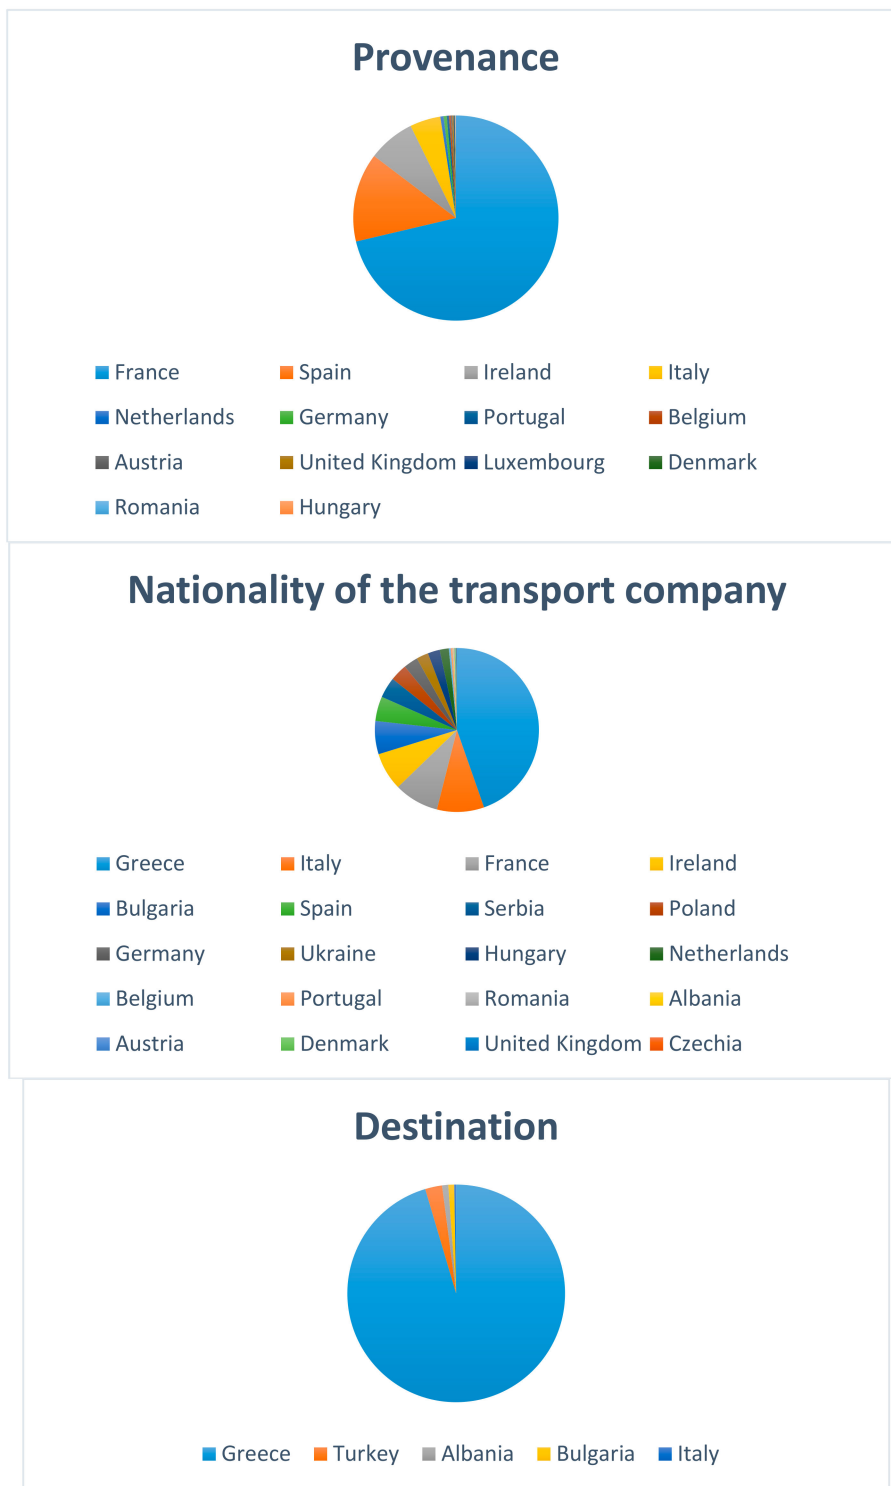 Provenance
France Spain Ireland Italy
Netherlands Germany Portugal Belgium
Austria United Kingdom Luxembourg Denmark
Romania Hungary
Nationality of the transport company
Greece Italy France Ireland
Bulgaria Spain Serbia Poland
Germany Ukraine Hungary Netherlands
Belgium Portugal Romania Albania
Austria Denmark United Kingdom Czechia
Destination
Greece Turkey Albania Bulgaria Italy